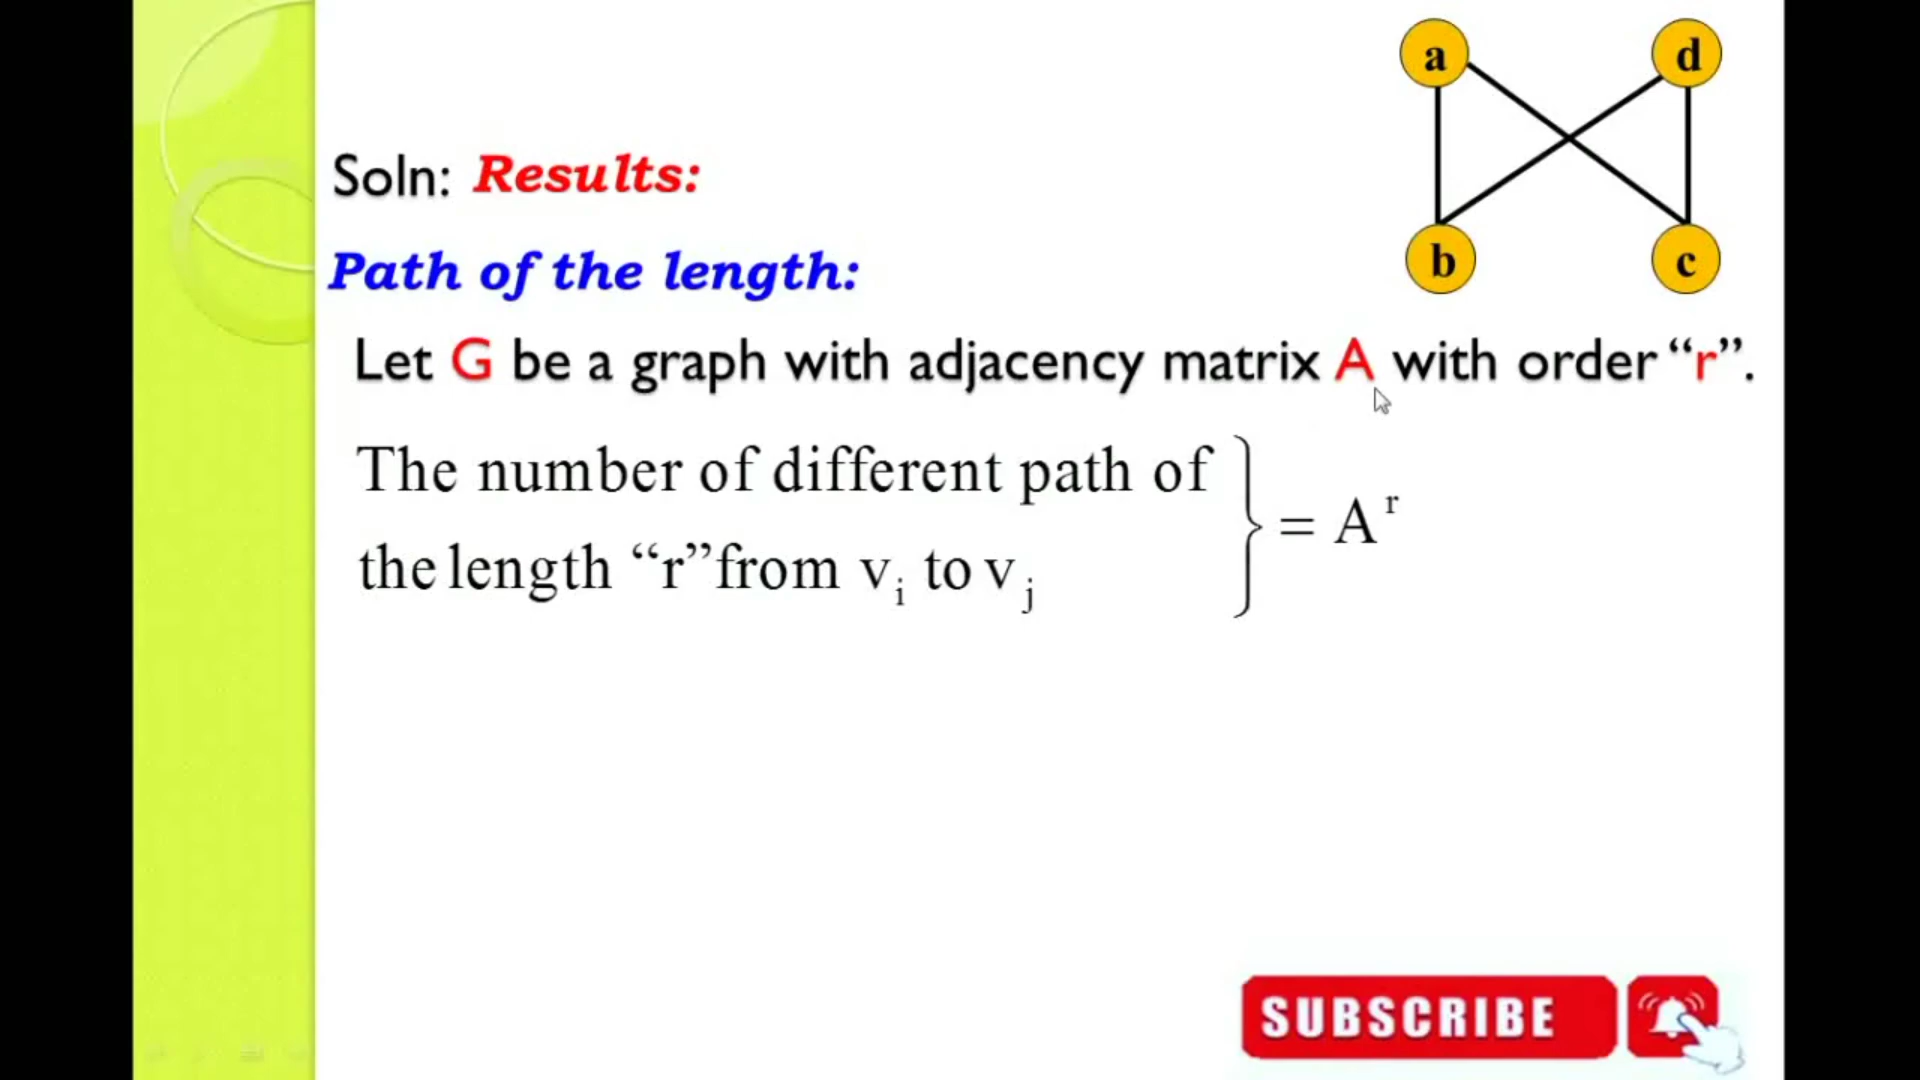 a d
b c
Soln: Results:
Path of the length:
Let G be a graph with adjacency matrix A with order “r”.
The number of different path of
the length “r” from vᵢ to vⱼ } = Aʳ
SUBSCRIBE